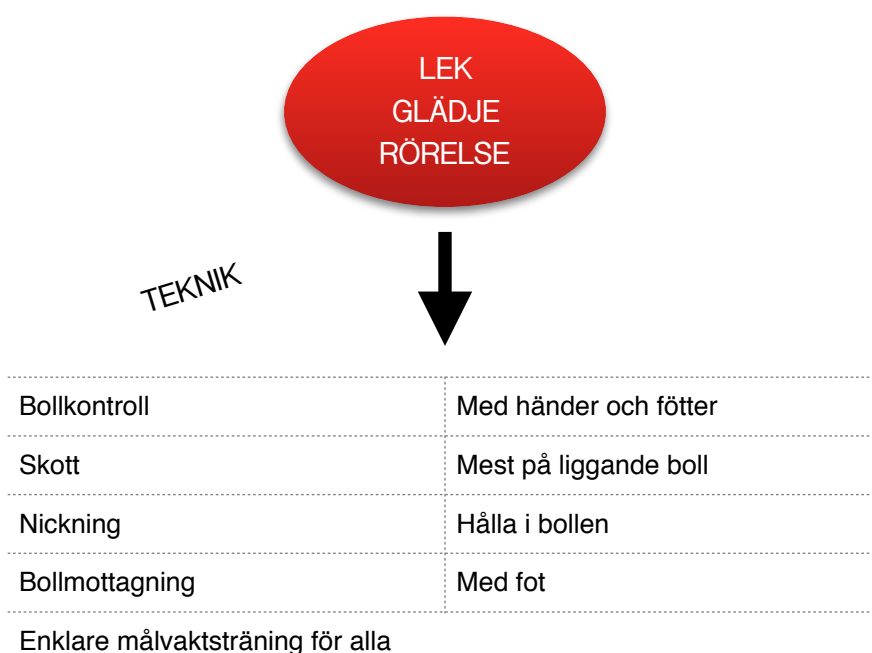 LEK
GLÄDJE
RÖRELSE
TEKNIK
Bollkontroll Med händer och fötter
Skott Mest på liggande boll
Nickning Hålla i bollen
Bollmottagning Med fot
Enklare målvaktsträning för alla